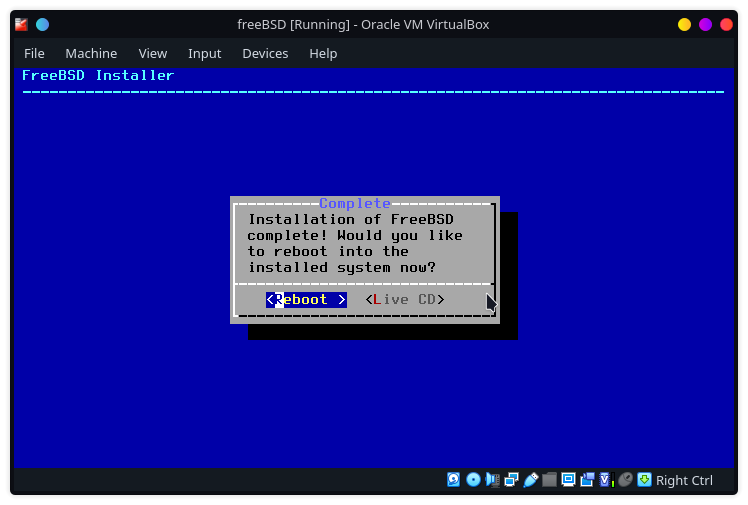 freeBSD [Running] - Oracle VM VirtualBox
File Machine View Input Devices Help
FreeBSD Installer
Complete
Installation of FreeBSD
complete! Would you like
to reboot into the
installed system now?
<Reboot > <Live CD>
Right Ctrl